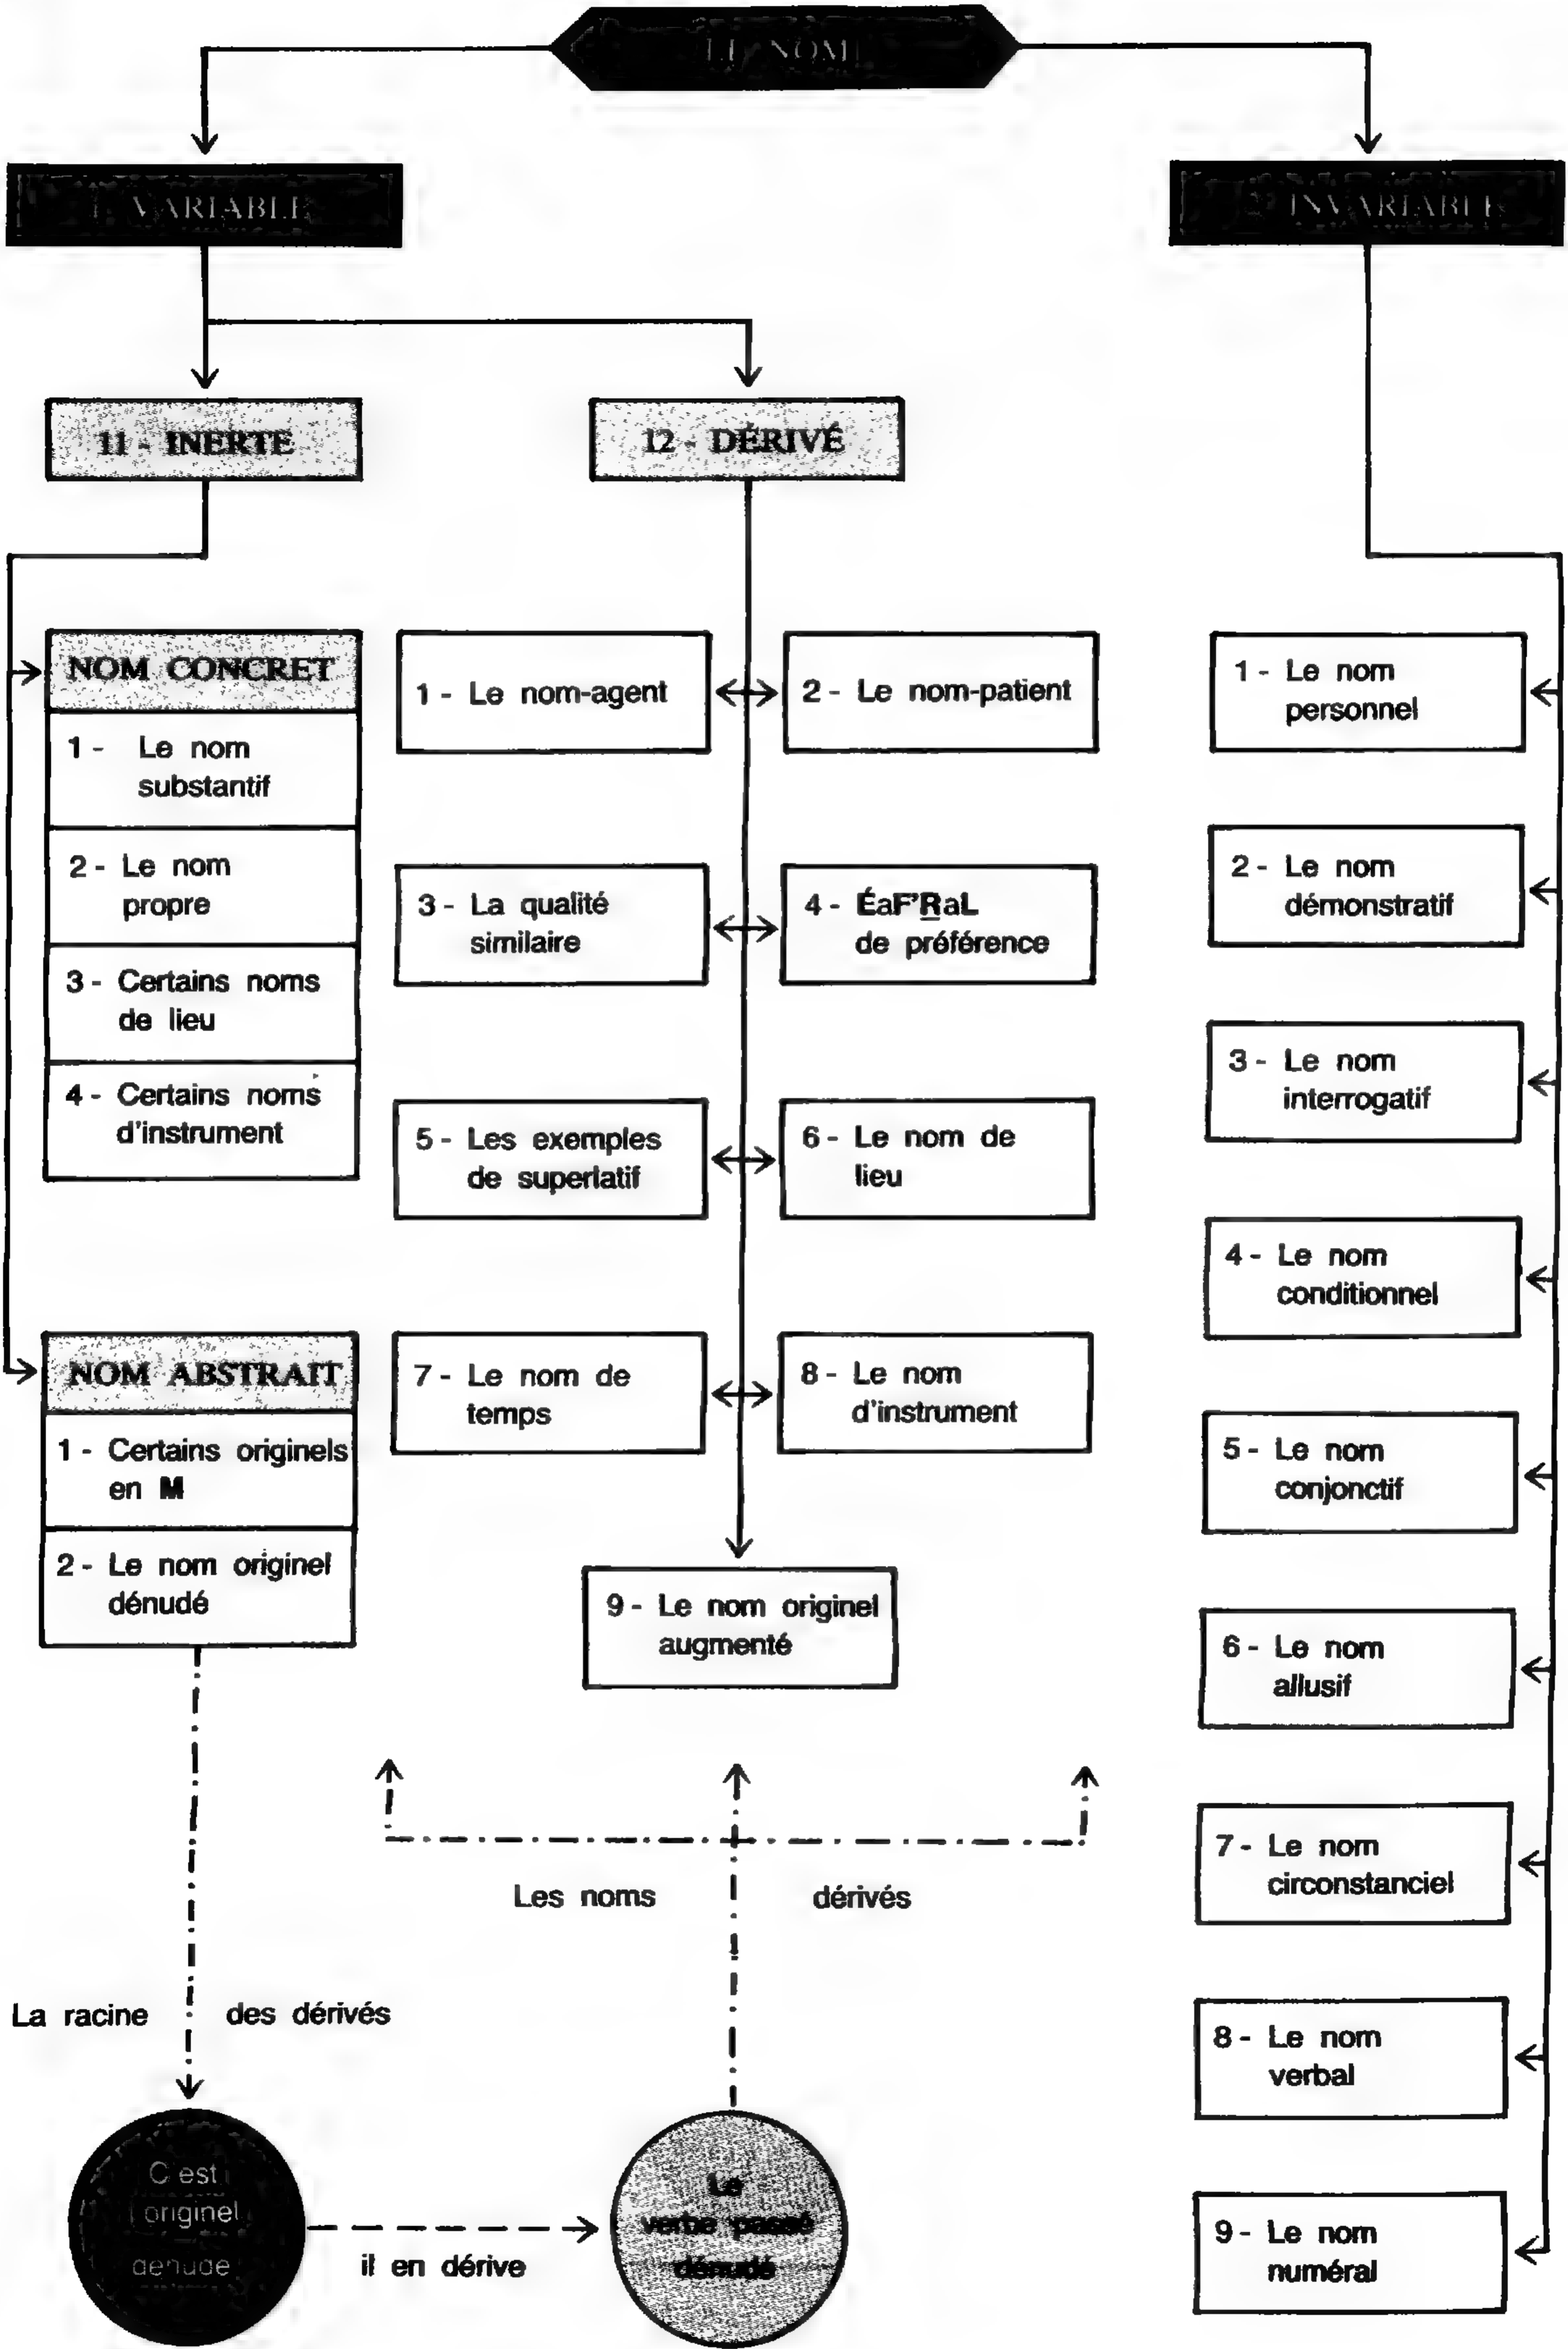 LE NOM
1 VARIABLE
2 INVARIABLE
11 - INERTE
12 - DÉRIVÉ
NOM CONCRET
1 - Le nom
substantif
2 - Le nom
propre
3 - Certains noms
de lieu
4 - Certains noms
d'instrument
NOM ABSTRAIT
1 - Certains originels
en M
2 - Le nom originel
dénudé
1 - Le nom-agent
2 - Le nom-patient
3 - La qualité
similaire
4 - ÉaF'RaL
de préférence
5 - Les exemples
de superlatif
6 - Le nom de
lieu
7 - Le nom de
temps
8 - Le nom
d'instrument
9 - Le nom originel
augmenté
1 - Le nom
personnel
2 - Le nom
démonstratif
3 - Le nom
interrogatif
4 - Le nom
conditionnel
5 - Le nom
conjonctif
6 - Le nom
allusif
7 - Le nom
circonstanciel
8 - Le nom
verbal
9 - Le nom
numéral
Les noms dérivés
La racine des dérivés
C'est
l'originel
dénudé
il en dérive
Le
verbe passé
dénudé